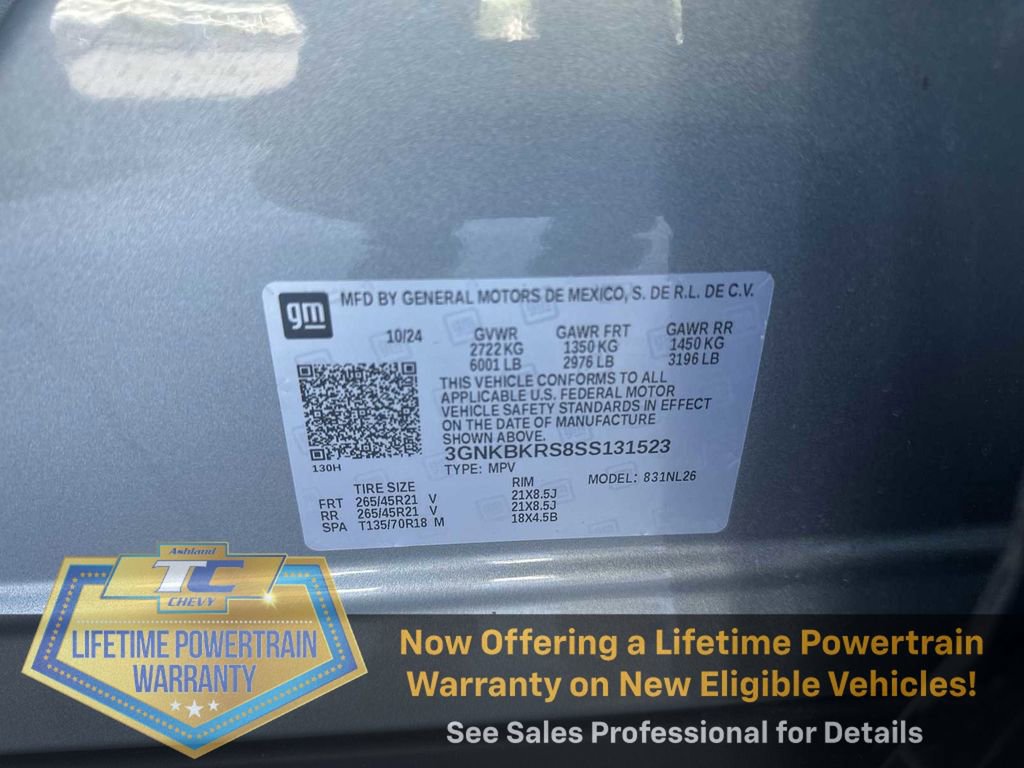 gm
MFD BY GENERAL MOTORS DE MEXICO, S. DE R.L. DE C.V.
10/24 GVWR GAWR FRT GAWR RR
2722 KG 1350 KG 1450 KG
6001 LB 2976 LB 3196 LB
THIS VEHICLE CONFORMS TO ALL
APPLICABLE U.S. FEDERAL MOTOR
VEHICLE SAFETY STANDARDS IN EFFECT
ON THE DATE OF MANUFACTURE
SHOWN ABOVE.
3GNKBKRS8SS131523
130H
TYPE: MPV MODEL: 831NL26
TIRE SIZE RIM
FRT 265/45R21 V 21X8.5J
RR 265/45R21 V 21X8.5J
SPA T135/70R18 M 18X4.5B
Ashland
TC
CHEVY
LIFETIME POWERTRAIN
WARRANTY
Now Offering a Lifetime Powertrain
Warranty on New Eligible Vehicles!
See Sales Professional for Details